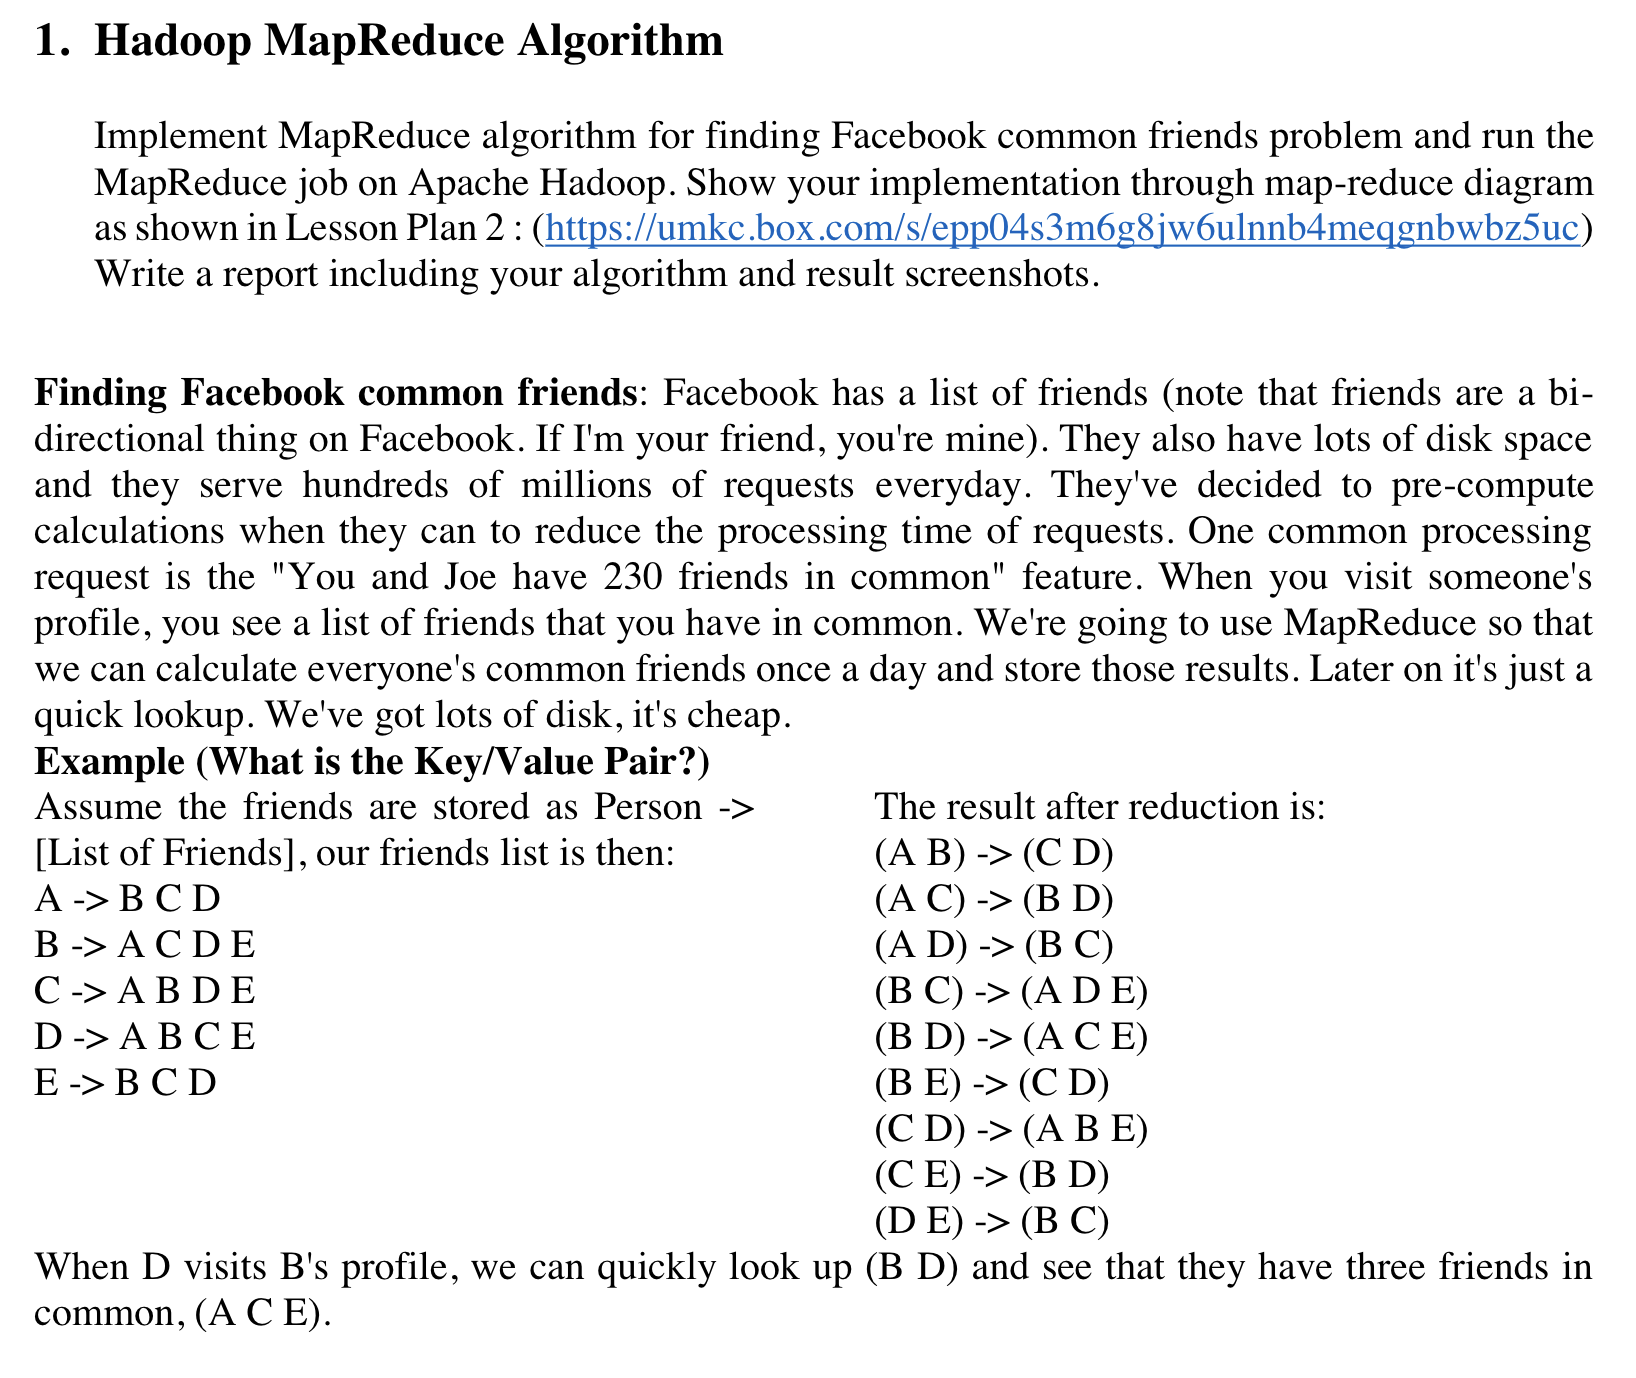 1. Hadoop MapReduce Algorithm
Implement MapReduce algorithm for finding Facebook common friends problem and run the
MapReduce job on Apache Hadoop. Show your implementation through map-reduce diagram
as shown in Lesson Plan 2 : (https://umkc.box.com/s/epp04s3m6g8jw6ulnnb4meqgnbwbz5uc)
Write a report including your algorithm and result screenshots.
Finding Facebook common friends: Facebook has a list of friends (note that friends are a bi-
directional thing on Facebook. If I'm your friend, you're mine). They also have lots of disk space
and they serve hundreds of millions of requests everyday. They've decided to pre-compute
calculations when they can to reduce the processing time of requests. One common processing
request is the "You and Joe have 230 friends in common" feature. When you visit someone's
profile, you see a list of friends that you have in common. We're going to use MapReduce so that
we can calculate everyone's common friends once a day and store those results. Later on it's just a
quick lookup. We've got lots of disk, it's cheap.
Example (What is the Key/Value Pair?)
Assume the friends are stored as Person ->
[List of Friends], our friends list is then:
A -> B C D
B -> A C D E
C -> A B D E
D -> A B C E
E -> B C D
The result after reduction is:
(A B) -> (C D)
(A C) -> (B D)
(A D) -> (B C)
(B C) -> (A D E)
(B D) -> (A C E)
(B E) -> (C D)
(C D) -> (A B E)
(C E) -> (B D)
(D E) -> (B C)
When D visits B's profile, we can quickly look up (B D) and see that they have three friends in
common, (A C E).